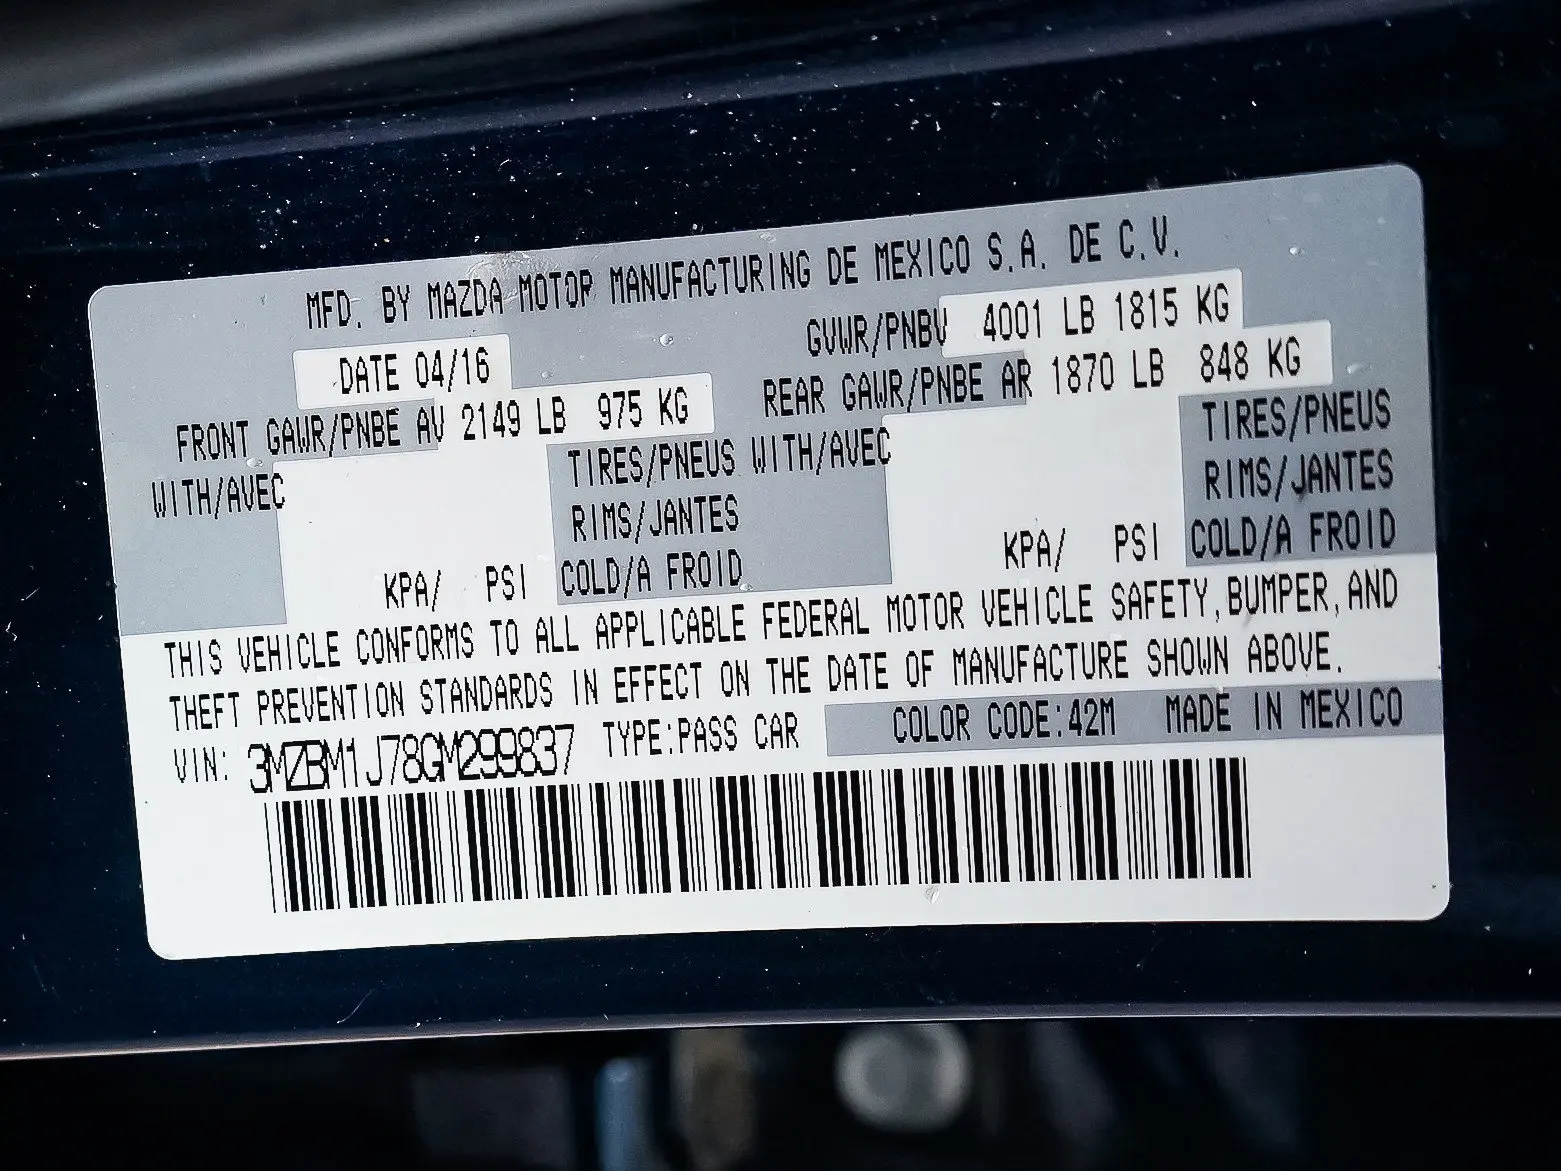 MFD. BY MAZDA MOTOR MANUFACTURING DE MEXICO S.A. DE C.V.
DATE 04/16 GVWR/PNBV 4001 LB 1815 KG
FRONT GAWR/PNBE AV 2149 LB 975 KG REAR GAWR/PNBE AR 1870 LB 848 KG
WITH/AVEC TIRES/PNEUS WITH/AVEC TIRES/PNEUS
RIMS/JANTES RIMS/JANTES
KPA/ PSI COLD/A FROID KPA/ PSI COLD/A FROID
THIS VEHICLE CONFORMS TO ALL APPLICABLE FEDERAL MOTOR VEHICLE SAFETY, BUMPER, AND
THEFT PREVENTION STANDARDS IN EFFECT ON THE DATE OF MANUFACTURE SHOWN ABOVE.
VIN: 3MZBM1J78GM299837 TYPE:PASS CAR COLOR CODE:42M MADE IN MEXICO